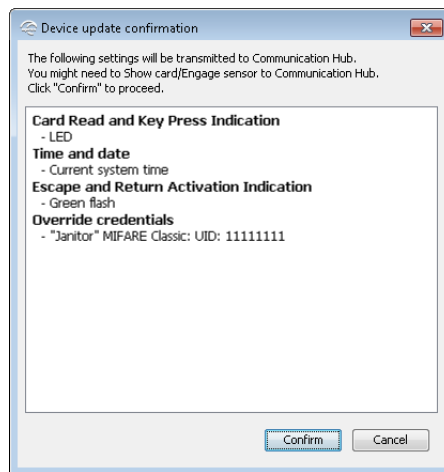 Device update confirmation
The following settings will be transmitted to Communication Hub.
You might need to Show card/Engage sensor to Communication Hub.
Click "Confirm" to proceed.
Card Read and Key Press Indication
- LED
Time and date
- Current system time
Escape and Return Activation Indication
- Green flash
Override credentials
- "Janitor" MIFARE Classic: UID: 11111111
Confirm Cancel